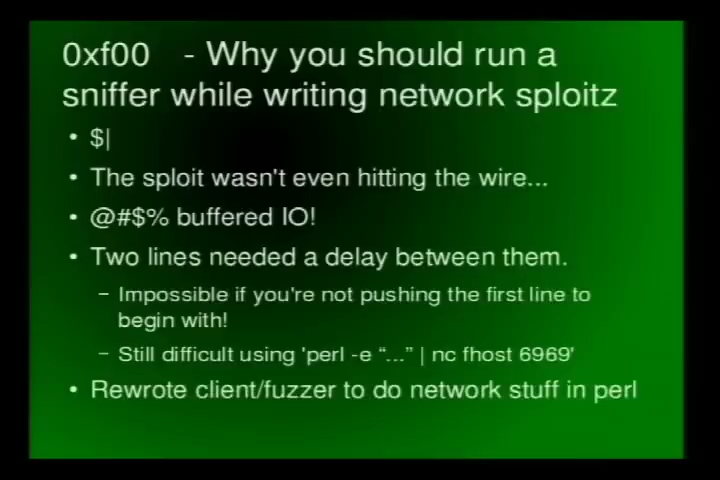 0xf00 - Why you should run a
sniffer while writing network sploitz
• $|
• The sploit wasn't even hitting the wire...
• @#$% buffered IO!
• Two lines needed a delay between them.
– Impossible if you're not pushing the first line to
begin with!
– Still difficult using 'perl -e “...” | nc fhost 6969'
• Rewrote client/fuzzer to do network stuff in perl